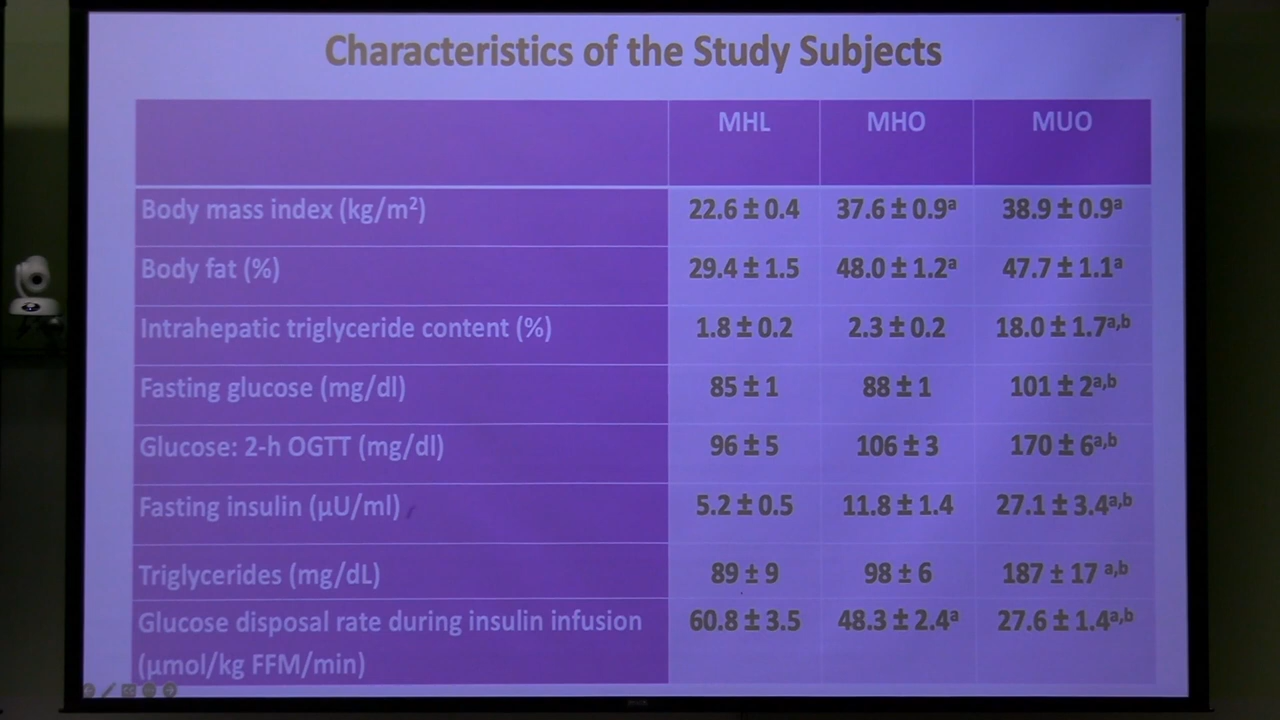 Characteristics of the Study Subjects
MHL MHO MUO
Body mass index (kg/m²) 22.6 ± 0.4 37.6 ± 0.9ᵃ 38.9 ± 0.9ᵃ
Body fat (%) 29.4 ± 1.5 48.0 ± 1.2ᵃ 47.7 ± 1.1ᵃ
Intrahepatic triglyceride content (%) 1.8 ± 0.2 2.3 ± 0.2 18.0 ± 1.7ᵃ,ᵇ
Fasting glucose (mg/dl) 85 ± 1 88 ± 1 101 ± 2ᵃ,ᵇ
Glucose: 2-h OGTT (mg/dl) 96 ± 5 106 ± 3 170 ± 6ᵃ,ᵇ
Fasting insulin (µU/ml) 5.2 ± 0.5 11.8 ± 1.4 27.1 ± 3.4ᵃ,ᵇ
Triglycerides (mg/dL) 89 ± 9 98 ± 6 187 ± 17 ᵃ,ᵇ
Glucose disposal rate during insulin infusion 60.8 ± 3.5 48.3 ± 2.4ᵃ 27.6 ± 1.4ᵃ,ᵇ
(µmol/kg FFM/min)